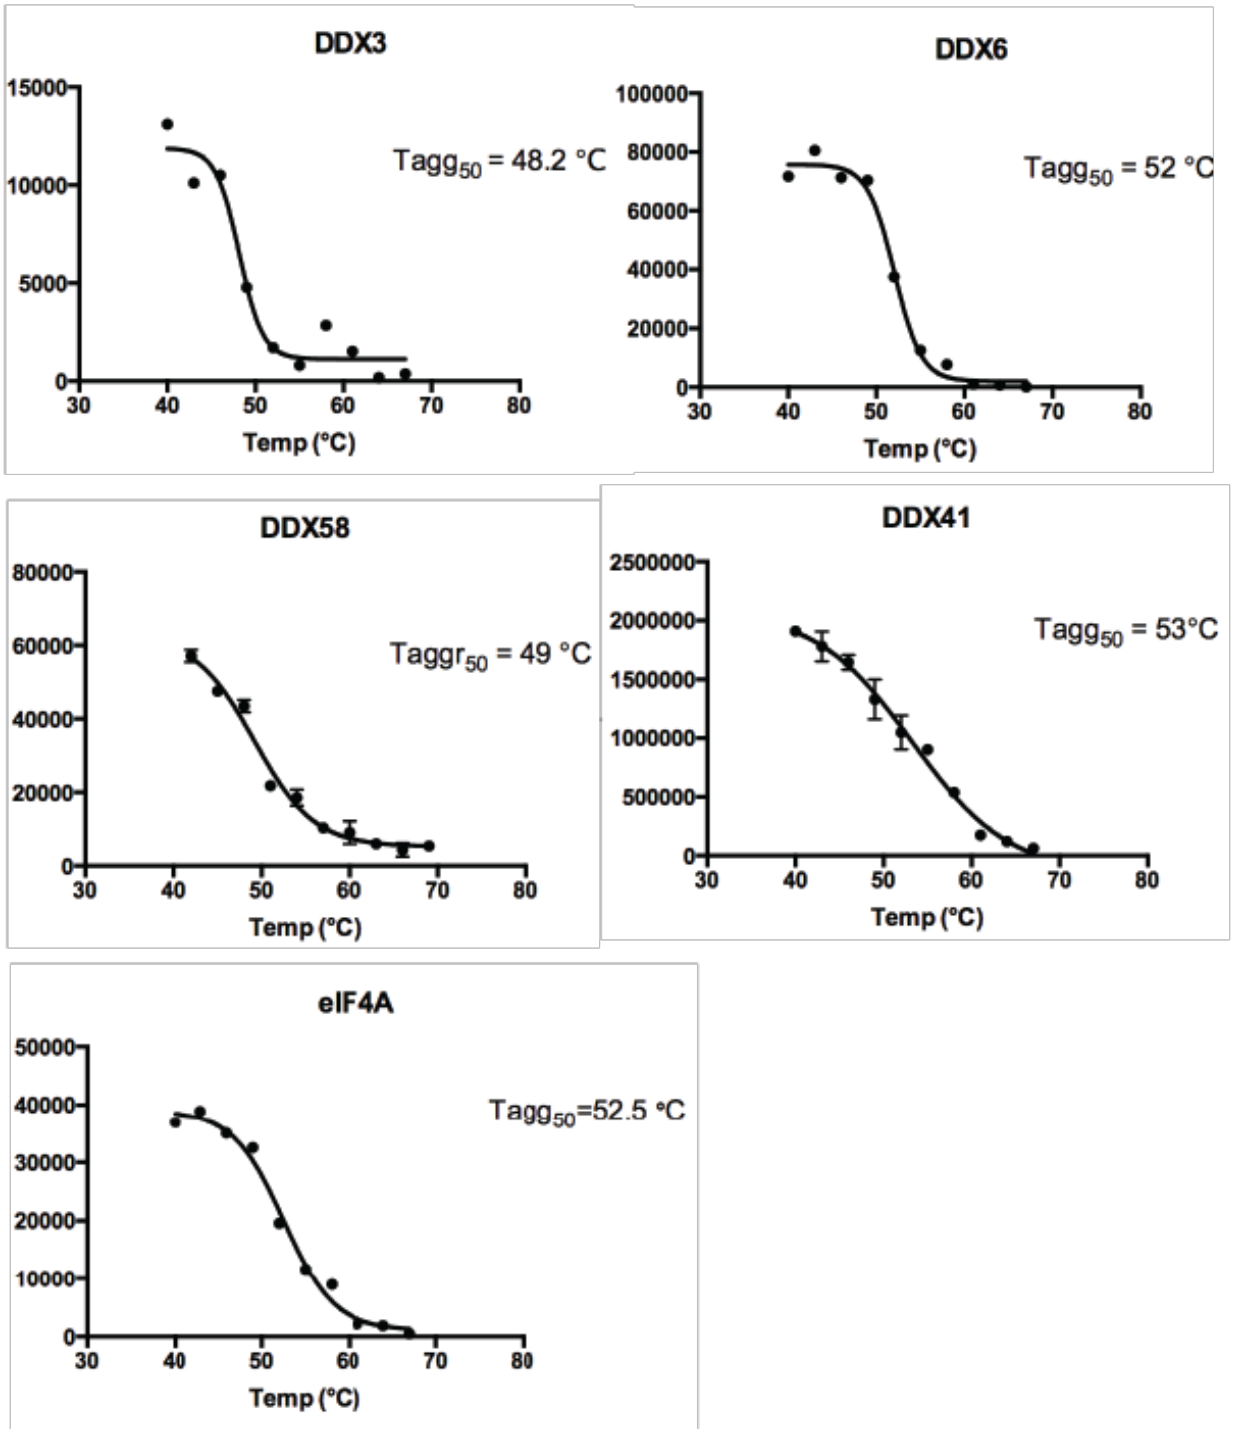 DDX3
15000
10000
5000
0
30 40 50 60 70 80
Temp (°C)
Tagg50 = 48.2 °C
DDX6
100000
80000
60000
40000
20000
0
30 40 50 60 70 80
Temp (°C)
Tagg50 = 52 °C
DDX58
80000
60000
40000
20000
0
30 40 50 60 70 80
Temp (°C)
Taggr50 = 49 °C
DDX41
2500000
2000000
1500000
1000000
500000
0
30 40 50 60 70 80
Temp (°C)
Tagg50 = 53°C
eIF4A
50000
40000
30000
20000
10000
0
30 40 50 60 70 80
Temp (°C)
Tagg50=52.5 °C